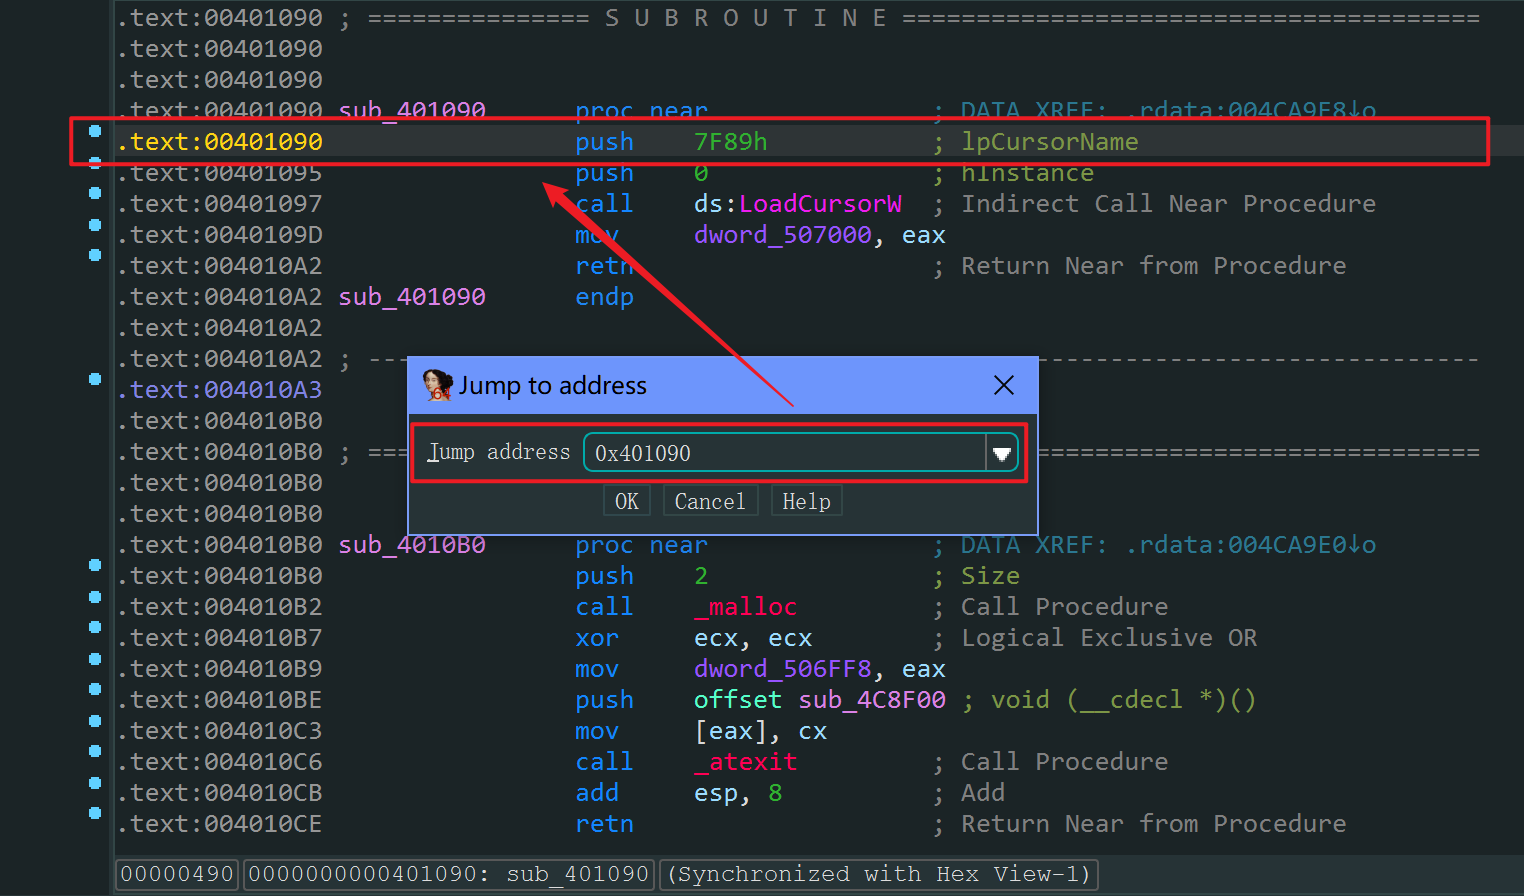 .text:00401090 ; =============== S U B R O U T I N E =======================================
.text:00401090
.text:00401090
.text:00401090 sub_401090      proc near               ; DATA XREF: .rdata:004CA9E8↓o
.text:00401090                 push    7F89h           ; lpCursorName
.text:00401095                 push    0               ; hInstance
.text:00401097                 call    ds:LoadCursorW  ; Indirect Call Near Procedure
.text:0040109D                 mov     dword_507000, eax
.text:004010A2                 retn                    ; Return Near from Procedure
.text:004010A2 sub_401090      endp
.text:004010A2
.text:004010A2 ; ---
.text:004010A3
.text:004010B0
.text:004010B0 ; ===
.text:004010B0
.text:004010B0
Jump to address
Jump address 0x401090
OK Cancel Help
.text:004010B0 sub_4010B0      proc near               ; DATA XREF: .rdata:004CA9E0↓o
.text:004010B0                 push    2               ; Size
.text:004010B2                 call    _malloc         ; Call Procedure
.text:004010B7                 xor     ecx, ecx        ; Logical Exclusive OR
.text:004010B9                 mov     dword_506FF8, eax
.text:004010BE                 push    offset sub_4C8F00 ; void (__cdecl *)()
.text:004010C3                 mov     [eax], cx
.text:004010C6                 call    _atexit         ; Call Procedure
.text:004010CB                 add     esp, 8          ; Add
.text:004010CE                 retn                    ; Return Near from Procedure
00000490 0000000000401090: sub_401090 (Synchronized with Hex View-1)